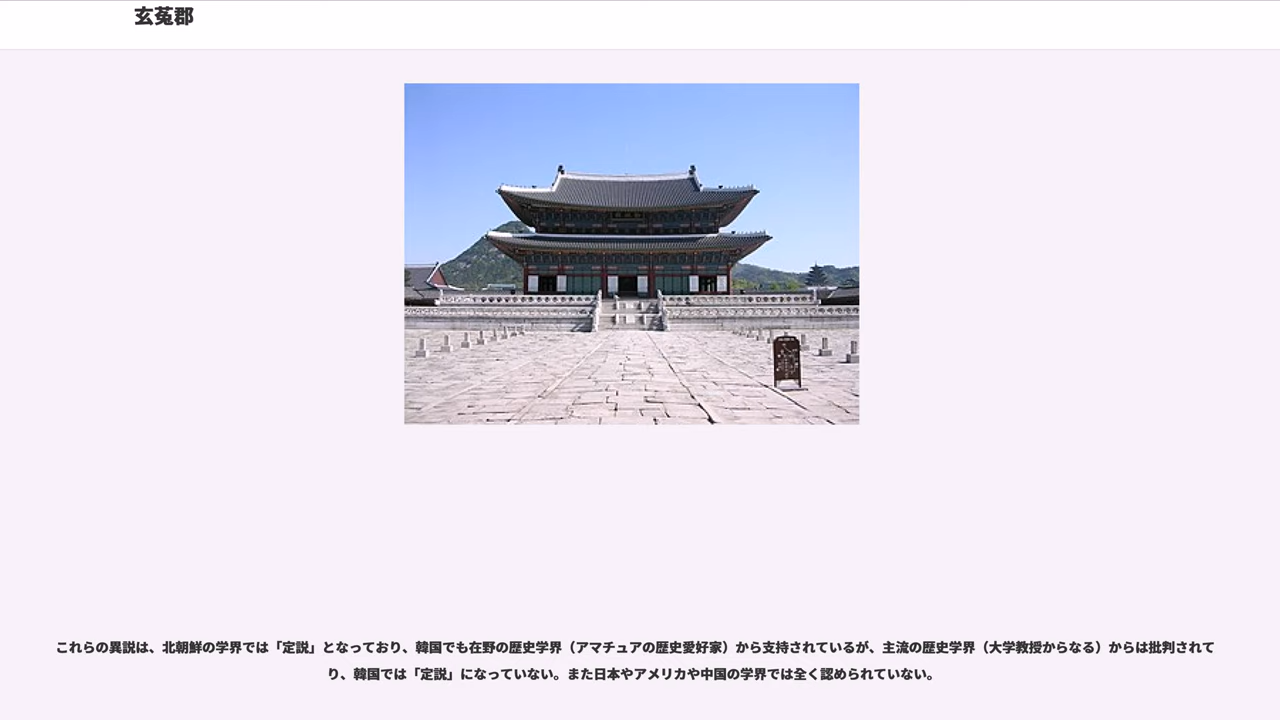 玄菟郡
これらの異説は、北朝鮮の学界では「定説」となっており、韓国でも在野の歴史学界（アマチュアの歴史愛好家）から支持されているが、主流の歴史学界（大学教授からなる）からは批判されて
り、韓国では「定説」になっていない。また日本やアメリカや中国の学界では全く認められていない。